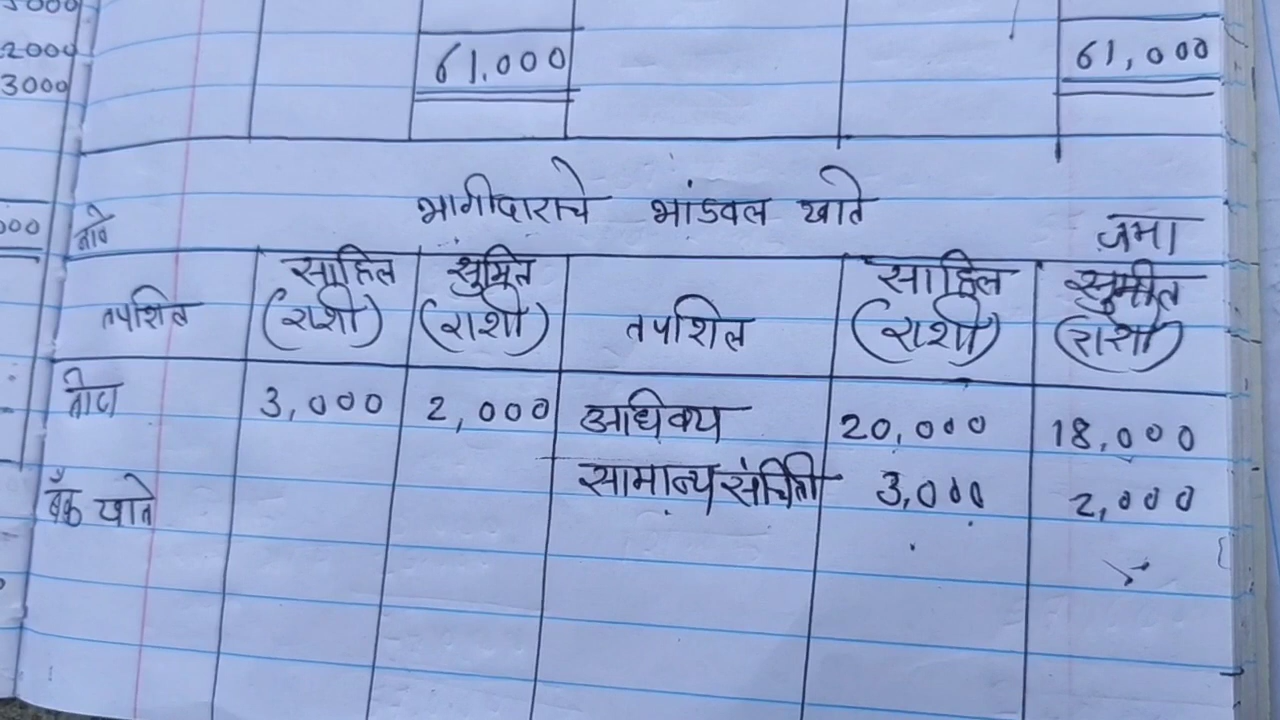 2000
3000
61,000 61,000
000
भागीदाराचे भांडवल खाते
नावे जमा
तपशिल साहिल (राशी) सुमित (राशी) तपशिल साहिल (राशी) सुमीत (राशी)
तोटा 3,000 2,000 आधिक्य 20,000 18,000
बँक खाते सामान्य संचिती 3,000 2,000